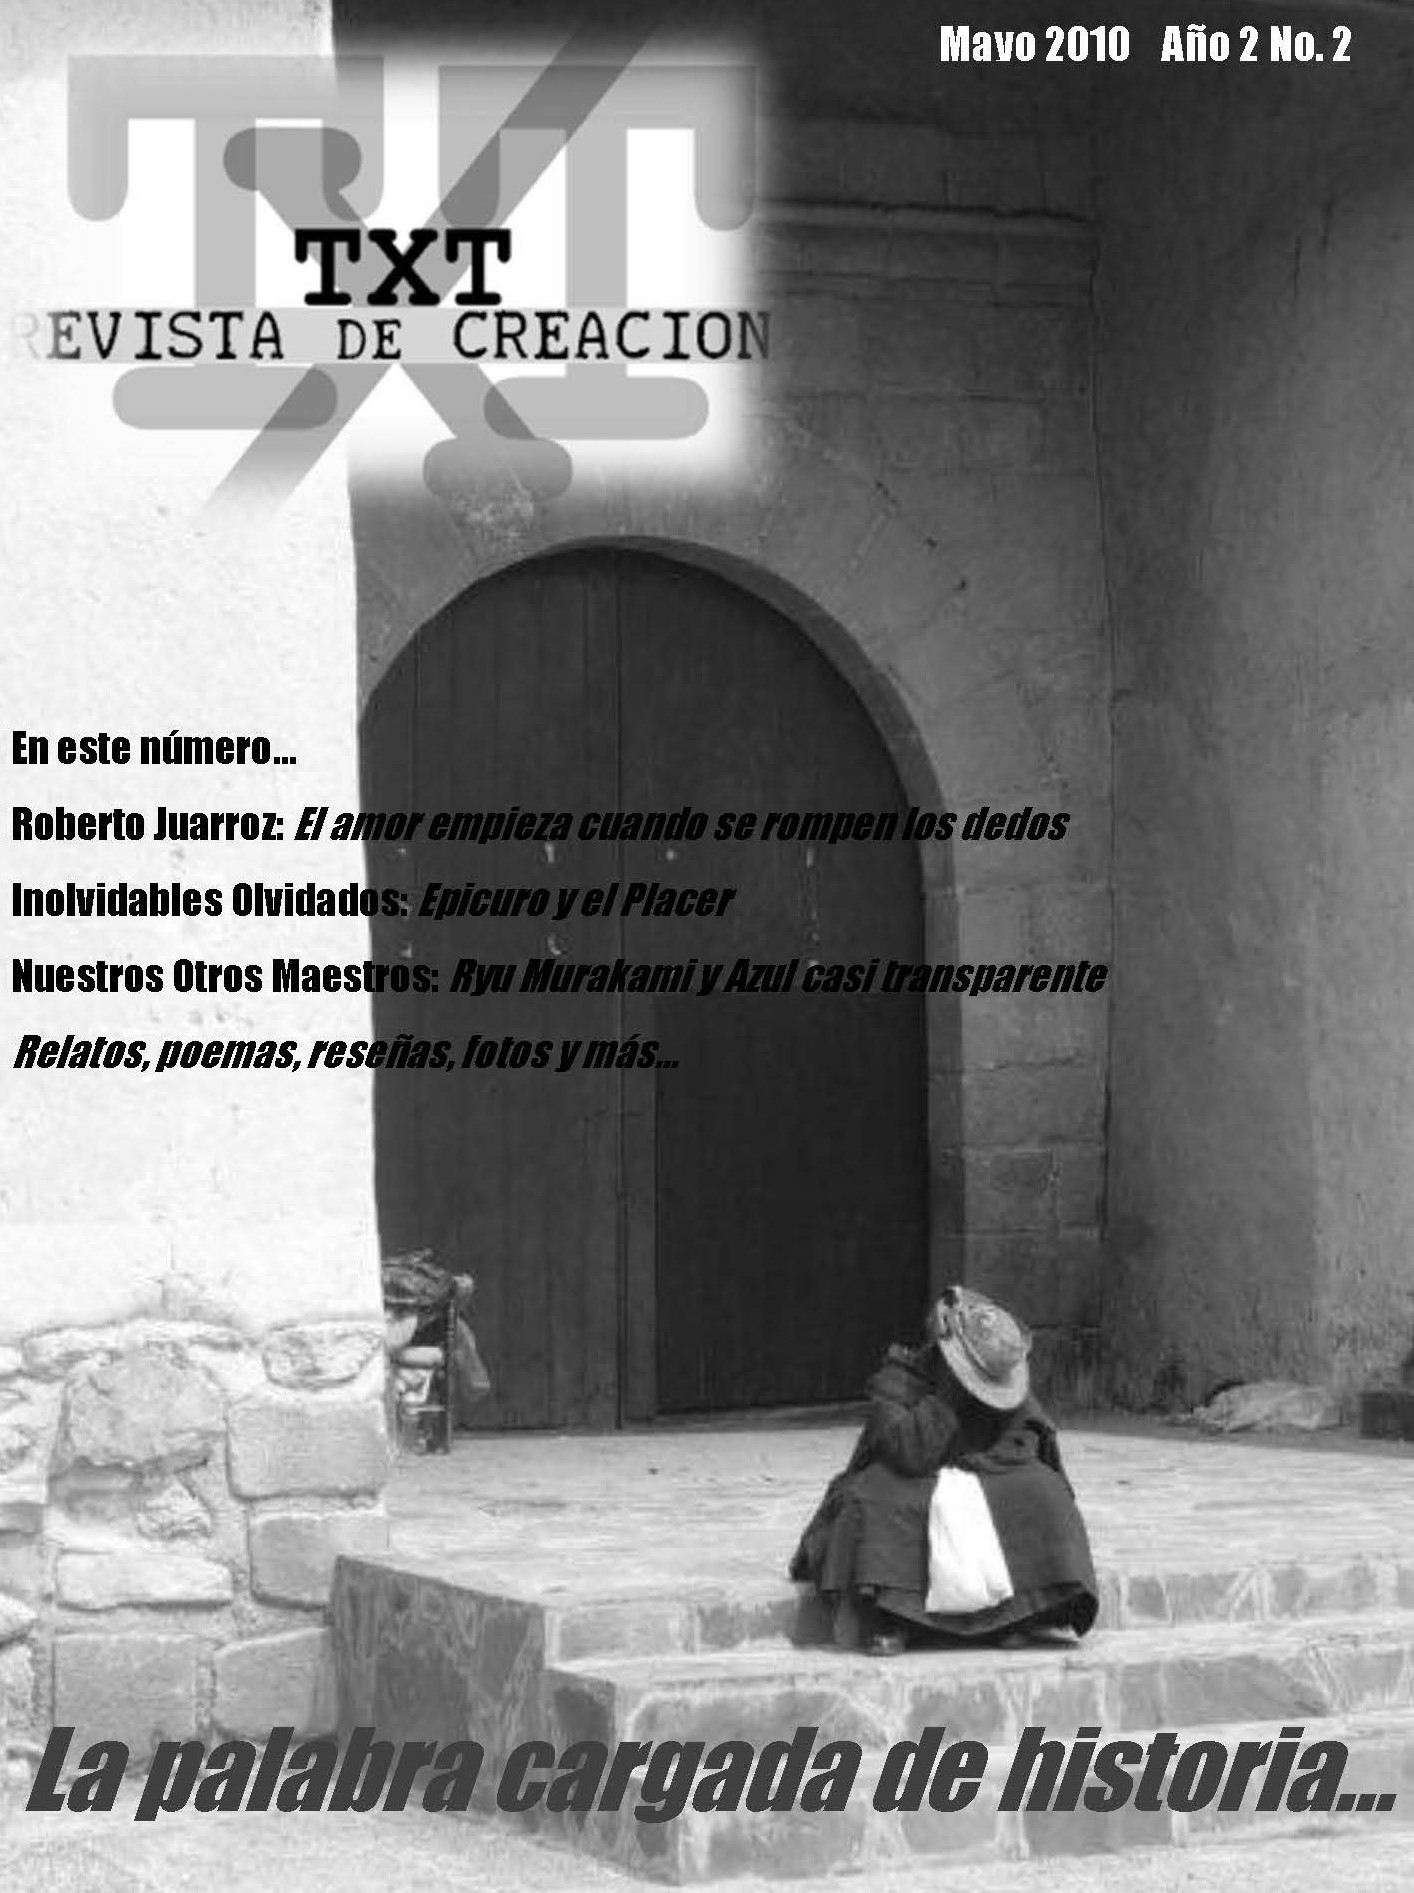 Mayo 2010 Año 2 No. 2
TXT
REVISTA DE CREACION
En este número...
Roberto Juarroz: El amor empieza cuando se rompen los dedos
Inolvidables Olvidados: Epicuro y el Placer
Nuestros Otros Maestros: Ryu Murakami y Azul casi transparente
Relatos, poemas, reseñas, fotos y más...
La palabra cargada de historia...